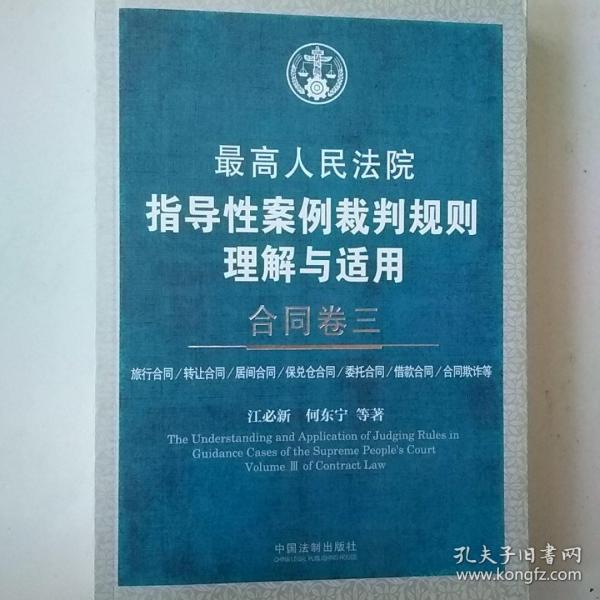 最高人民法院
指导性案例裁判规则
理解与适用
合同卷三
旅行合同/转让合同/居间合同/保兑仓合同/委托合同/借款合同/合同欺诈等
江必新 何东宁 等著
The Understanding and Application of Judging Rules in
Guidance Cases of the Supreme People's Court
Volume Ⅲ of Contract Law
中国法制出版社
CHINA LEGAL PUBLISHING HOUSE
孔夫子旧书网
www.kongfz.com